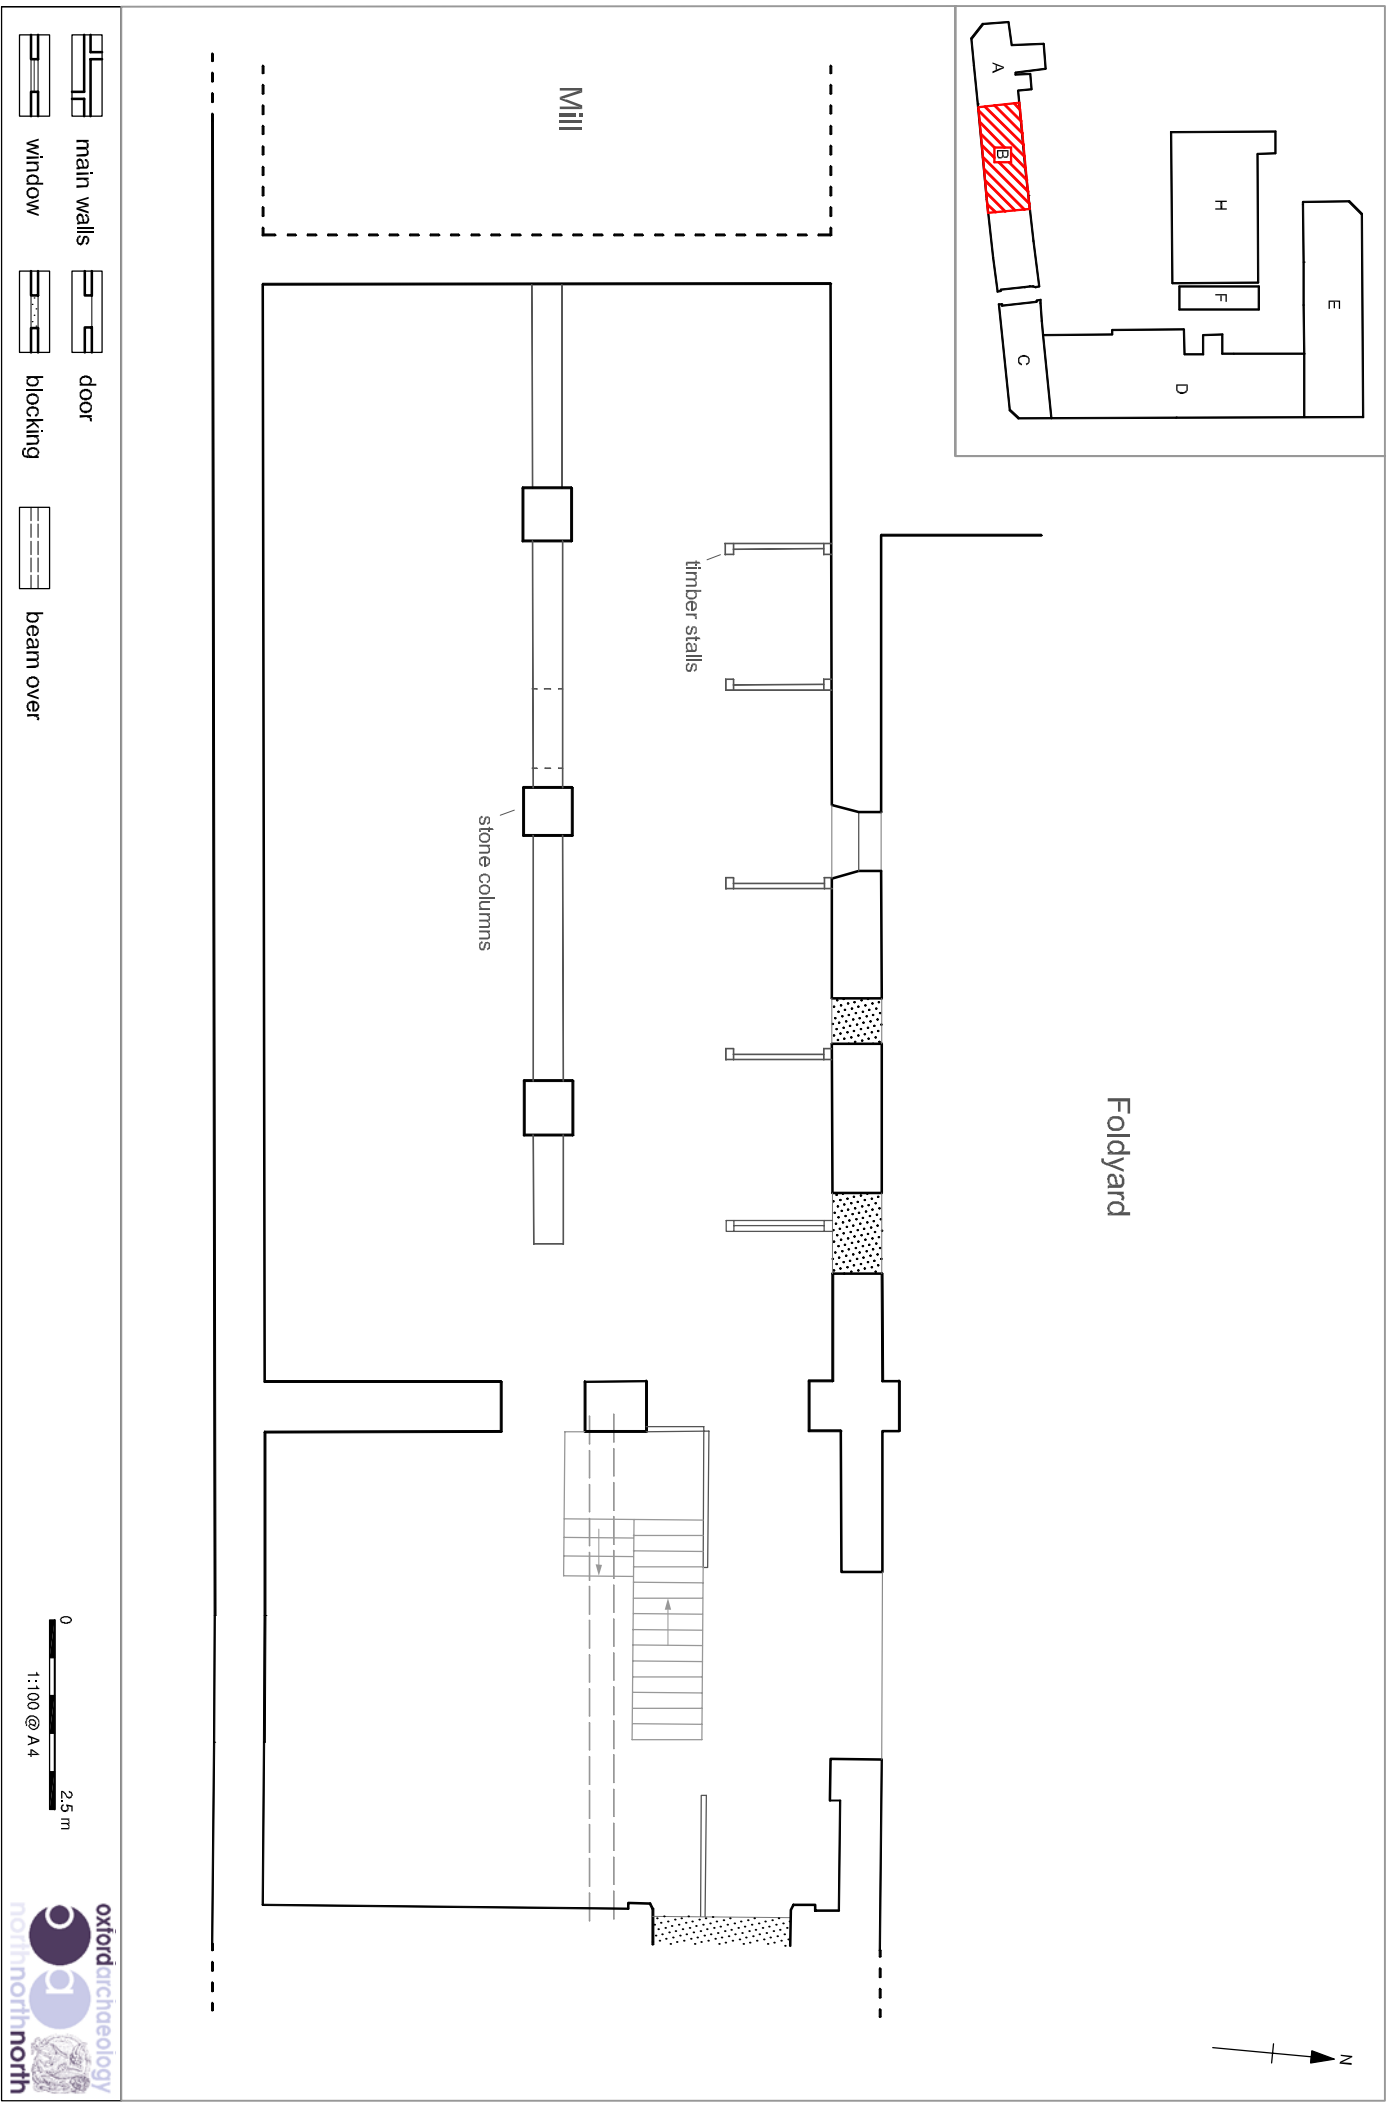 A
B
C
D
E
F
H
Mill
Foldyard
timber stalls
stone columns
N
main walls
door
window
blocking
beam over
0
2.5 m
1:100 @ A4
oxfordarchaeology
northnorthnorth